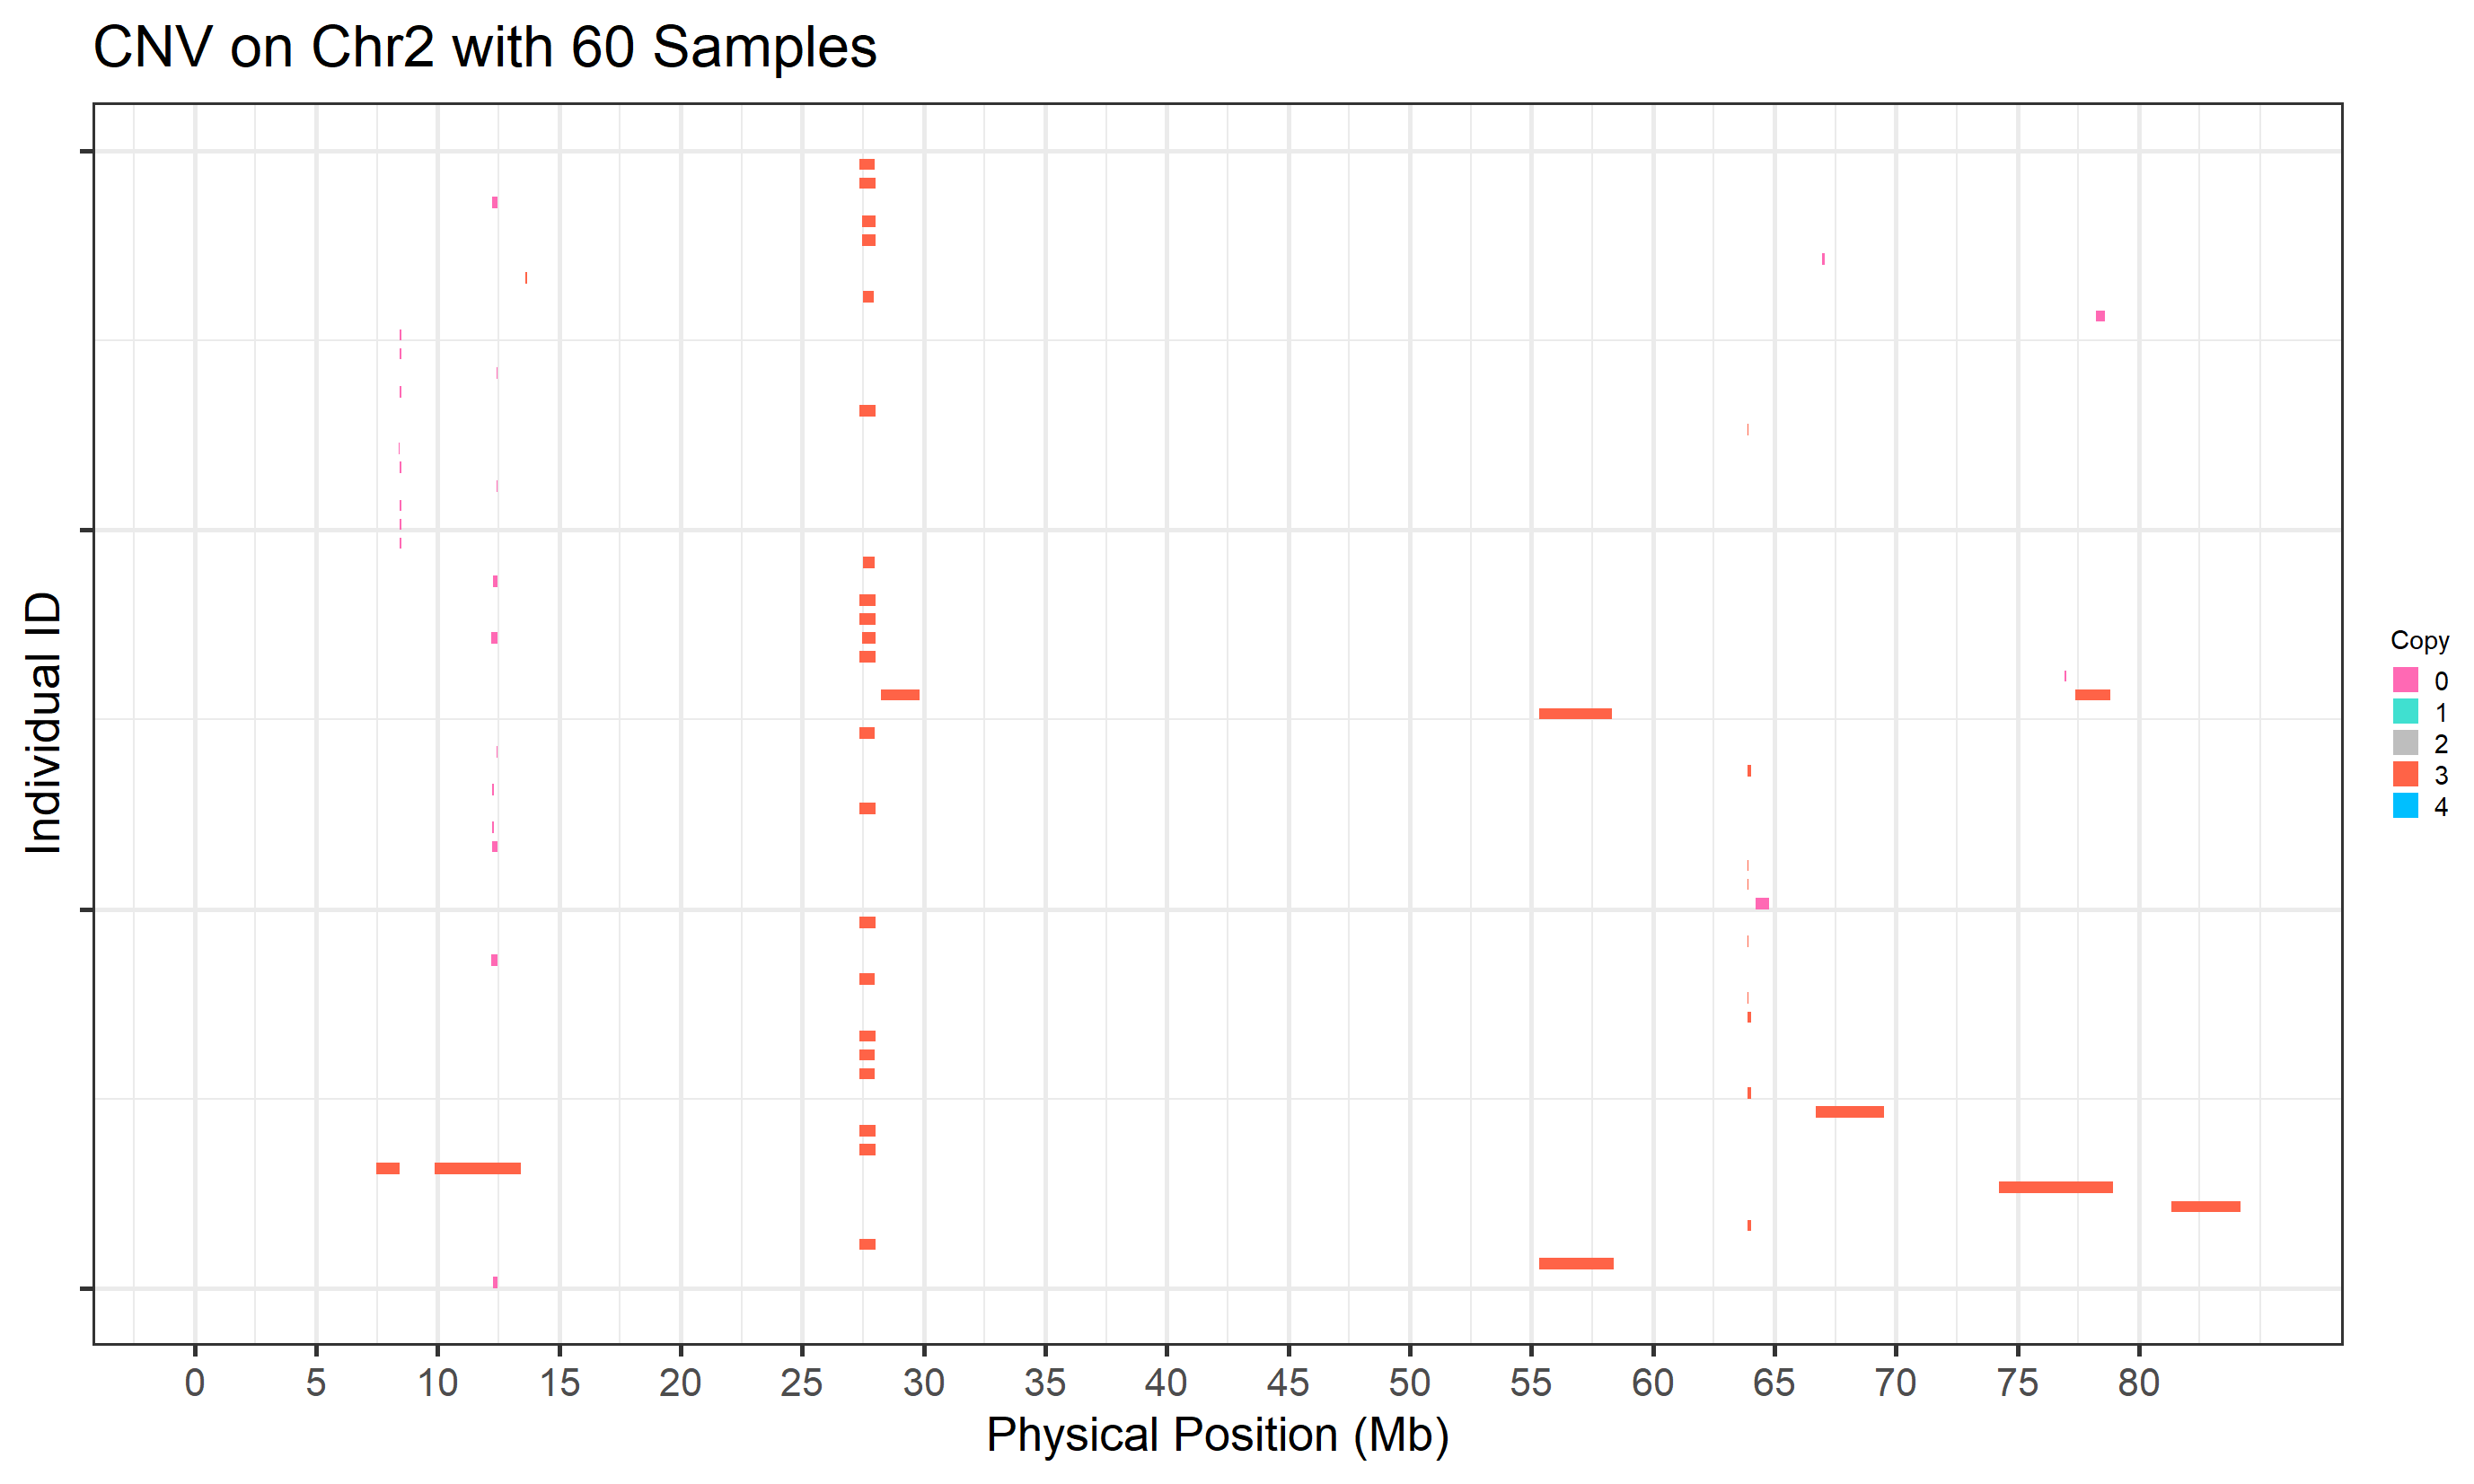 CNV on Chr2 with 60 Samples
Individual ID
Copy
0
1
2
3
4
0 5 10 15 20 25 30 35 40 45 50 55 60 65 70 75 80
Physical Position (Mb)